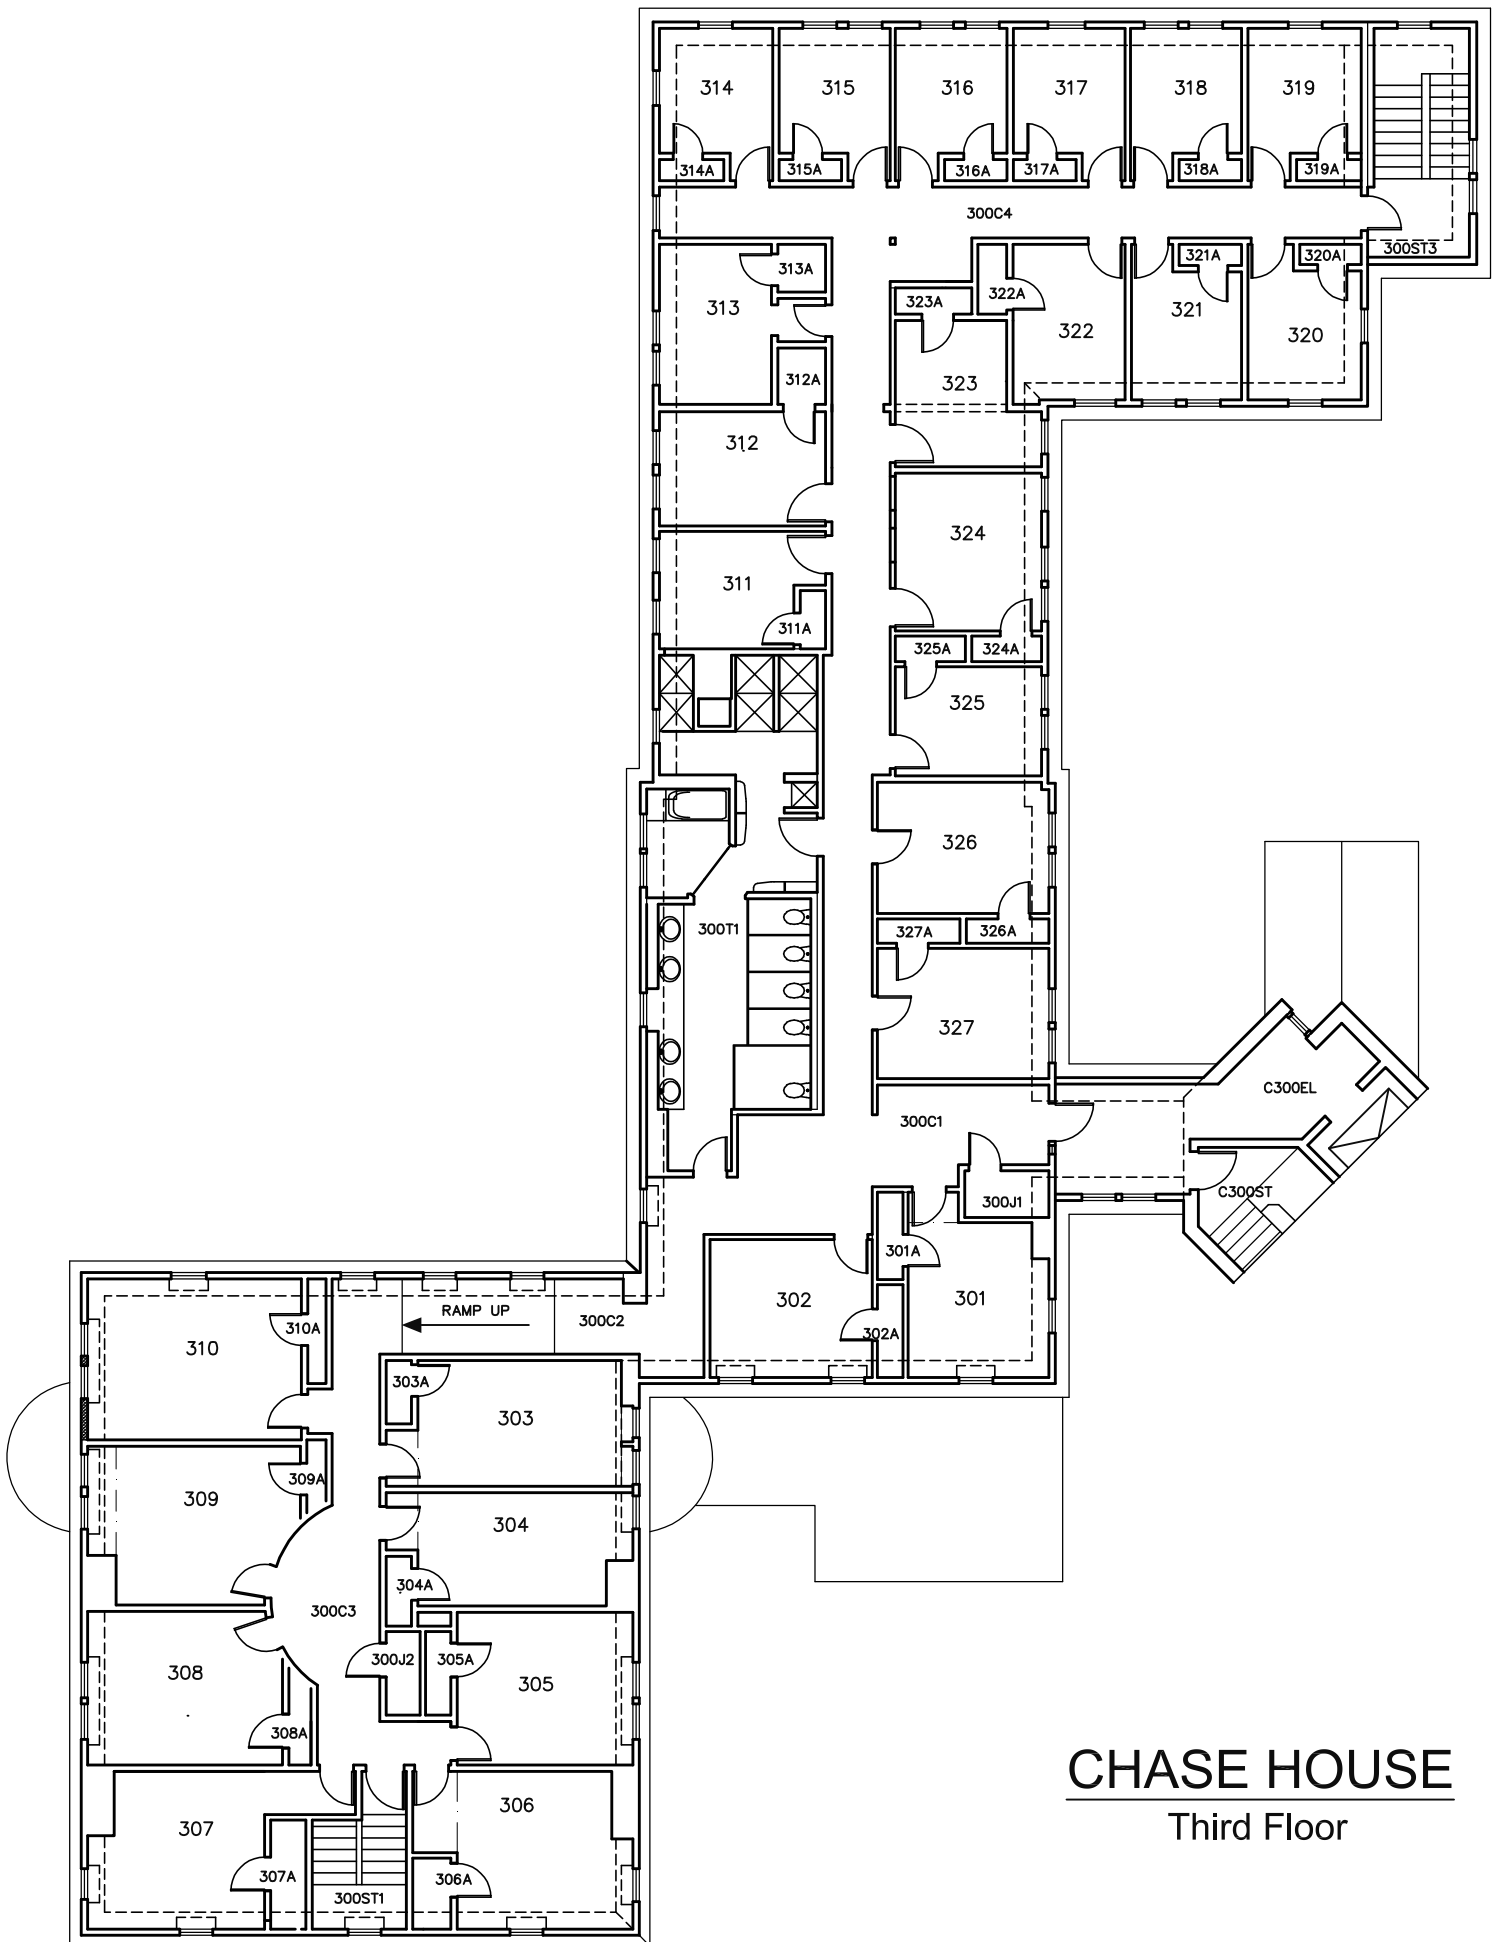 314 315 316 317 318 319
314A 315A 316A 317A 318A 319A
300C4
300ST3
313A 321A 320A
322A
323A
313 322 321 320
312A 323
312
324
311
311A
325A 324A
325
326
300T1 327A 326A
327
C300EL
300C1
C300ST
300J1
301A
302 301
RAMP UP
300C2
310A 302A
310
303A
303
309A
309
304
304A
300C3
300J2 305A
308 305
308A
CHASE HOUSE
306
307
Third Floor
307A 306A
300ST1